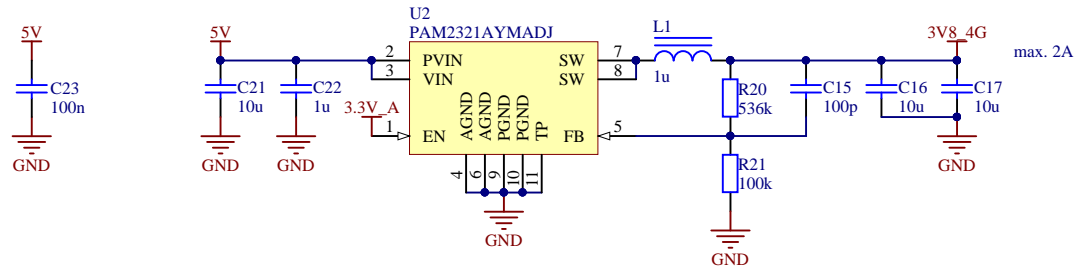 U2
PAM2321AYMADJ
5V
5V
L1
3V8_4G
max. 2A
2
PVIN
SW
7
3
VIN
SW
8
1u
C23
100n
C21
10u
C22
1u
R20
536k
C15
100p
C16
10u
C17
10u
3.3V_A
1
EN
AGND
AGND
PGND
PGND
TP
FB
5
GND
GND
GND
GND
R21
100k
4
6
9
10
11
GND
GND